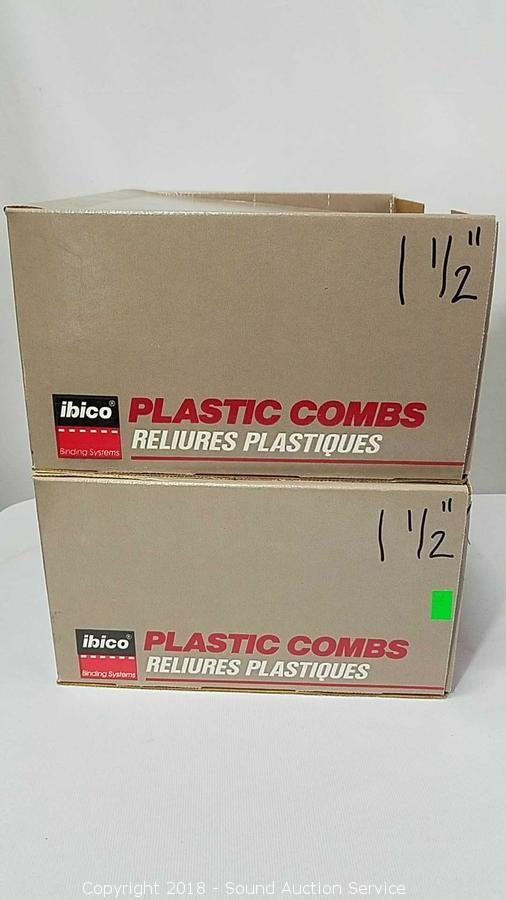 1 1/2"
ibico®
PLASTIC COMBS
RELIURES PLASTIQUES
Binding Systems
1 1/2"
ibico®
PLASTIC COMBS
RELIURES PLASTIQUES
Binding Systems
Copyright 2018 - Sound Auction Service